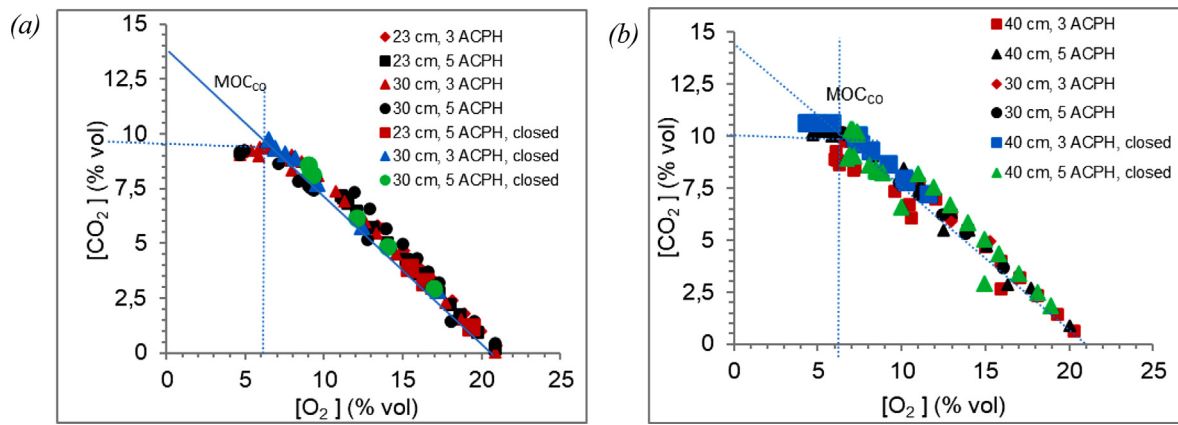 (a)
15
12,5
10
7,5
5
2,5
0
[CO2] (% vol)
MOCCO
23 cm, 3 ACPH
23 cm, 5 ACPH
30 cm, 3 ACPH
30 cm, 5 ACPH
23 cm, 5 ACPH, closed
30 cm, 3 ACPH, closed
30 cm, 5 ACPH, closed
0 5 10 15 20 25
[O2 ] (% vol)
(b)
15
12,5
10
7,5
5
2,5
0
[CO2] (% vol)
MOCCO
40 cm, 3 ACPH
40 cm, 5 ACPH
30 cm, 3 ACPH
30 cm, 5 ACPH
40 cm, 3 ACPH, closed
40 cm, 5 ACPH, closed
0 5 10 15 20 25
[O2 ] (% vol)